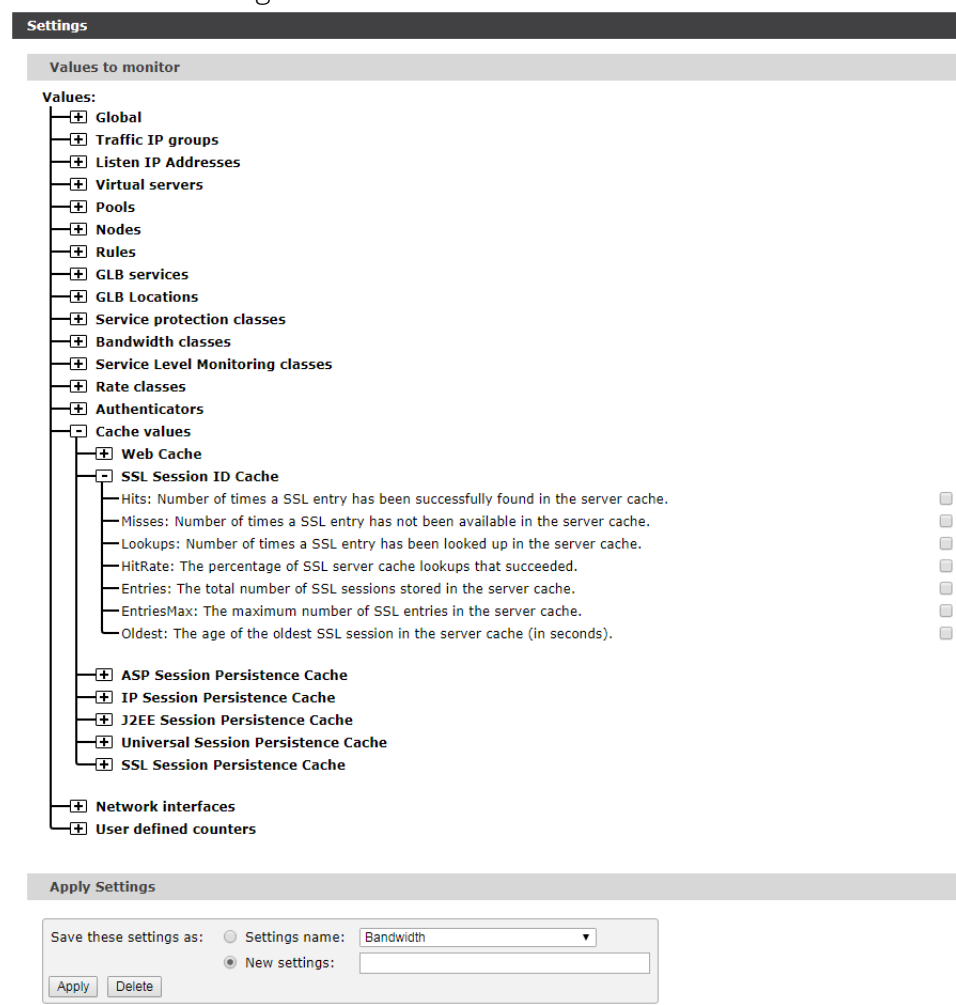 Settings
Values to monitor
Values:
Global
Traffic IP groups
Listen IP Addresses
Virtual servers
Pools
Nodes
Rules
GLB services
GLB Locations
Service protection classes
Bandwidth classes
Service Level Monitoring classes
Rate classes
Authenticators
Cache values
Web Cache
SSL Session ID Cache
Hits: Number of times a SSL entry has been successfully found in the server cache.
Misses: Number of times a SSL entry has not been available in the server cache.
Lookups: Number of times a SSL entry has been looked up in the server cache.
HitRate: The percentage of SSL server cache lookups that succeeded.
Entries: The total number of SSL sessions stored in the server cache.
EntriesMax: The maximum number of SSL entries in the server cache.
Oldest: The age of the oldest SSL session in the server cache (in seconds).
ASP Session Persistence Cache
IP Session Persistence Cache
J2EE Session Persistence Cache
Universal Session Persistence Cache
SSL Session Persistence Cache
Network interfaces
User defined counters
Apply Settings
Save these settings as: Settings name: Bandwidth
New settings:
Apply Delete